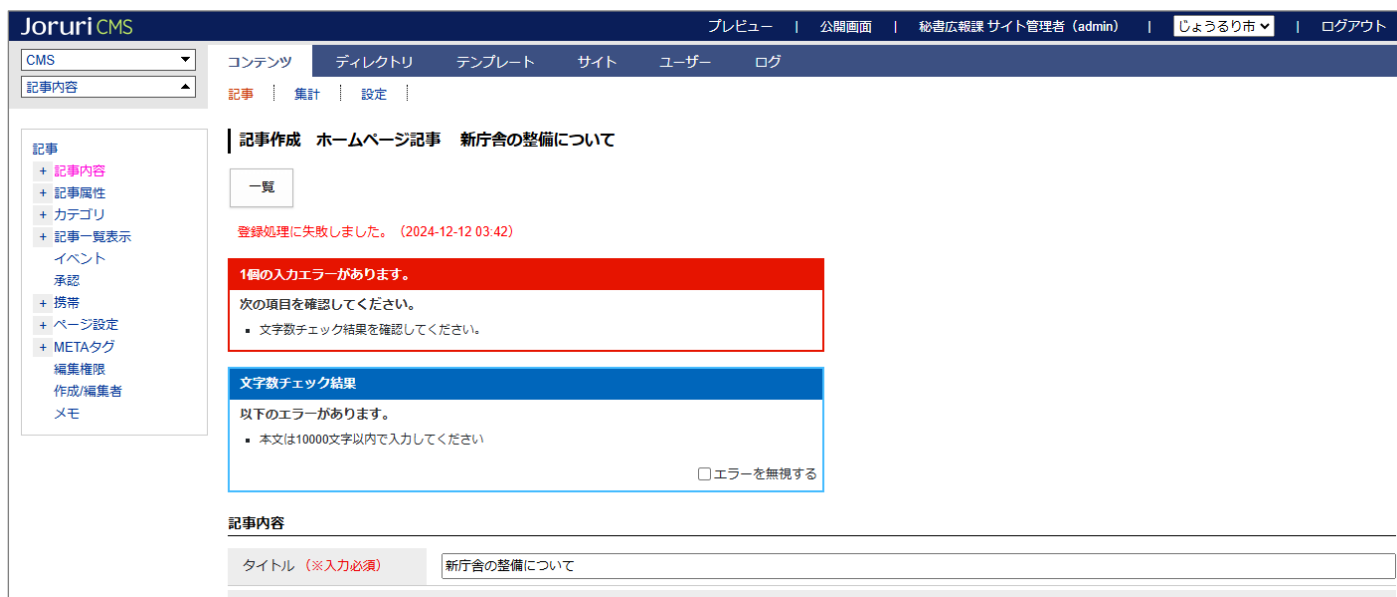 Joruri CMS プレビュー | 公開画面 | 秘書広報課 サイト管理者（admin） | じょうるり市 | ログアウト
CMS
記事内容
コンテンツ ディレクトリ テンプレート サイト ユーザー ログ
記事 集計 設定
記事
+ 記事内容
+ 記事属性
+ カテゴリ
+ 記事一覧表示
イベント
承認
+ 携帯
+ ページ設定
+ METAタグ
編集権限
作成/編集者
メモ
記事作成 ホームページ記事 新庁舎の整備について
一覧
登録処理に失敗しました。（2024-12-12 03:42）
1個の入力エラーがあります。
次の項目を確認してください。
文字数チェック結果を確認してください。
文字数チェック結果
以下のエラーがあります。
本文は10000文字以内で入力してください
エラーを無視する
記事内容
タイトル（※入力必須） 新庁舎の整備について